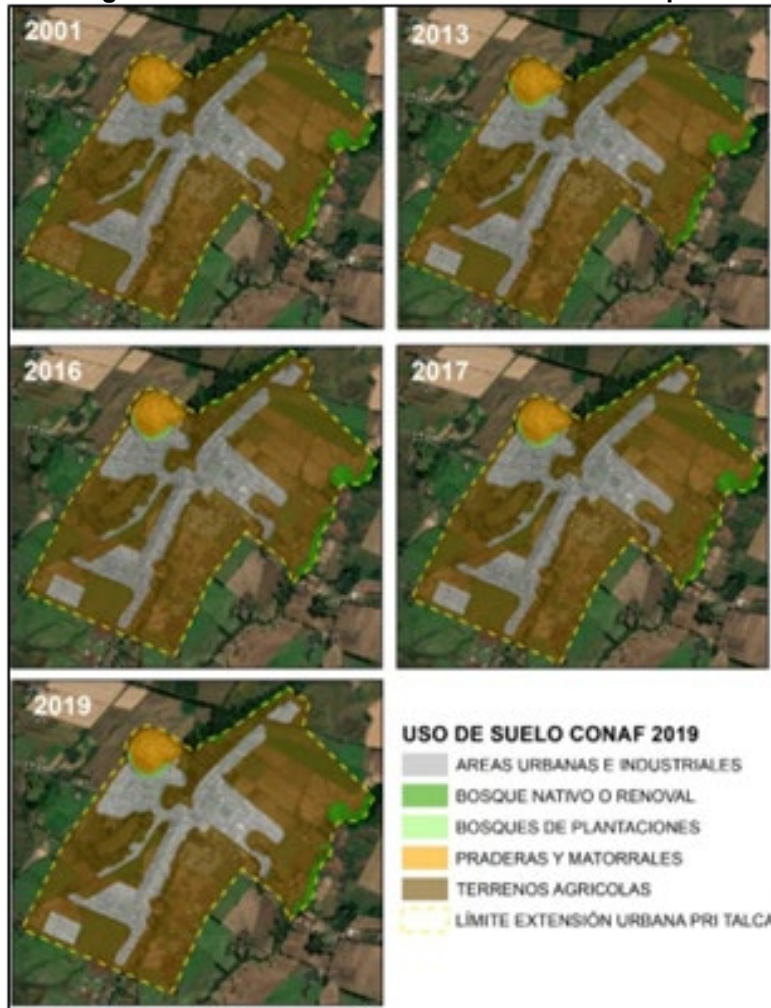 2001
2013
2016
2017
2019
USO DE SUELO CONAF 2019
AREAS URBANAS E INDUSTRIALES
BOSQUE NATIVO O RENOVAL
BOSQUES DE PLANTACIONES
PRADERAS Y MATORRALES
TERRENOS AGRICOLAS
LÍMITE EXTENSIÓN URBANA PRI TALCA